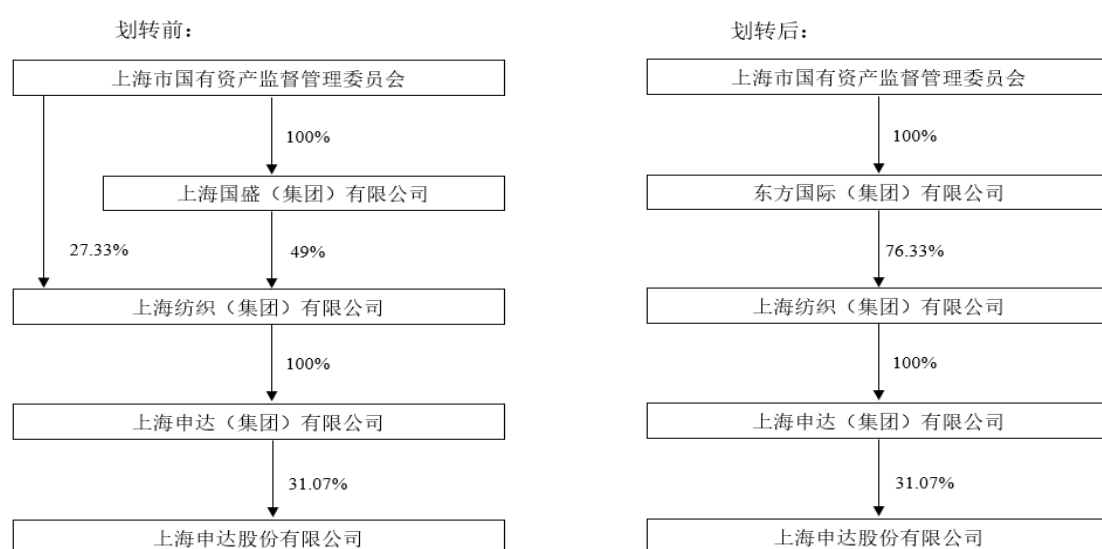 划转前：
上海市国有资产监督管理委员会
100%
上海国盛（集团）有限公司
27.33%
49%
上海纺织（集团）有限公司
100%
上海申达（集团）有限公司
31.07%
上海申达股份有限公司
划转后：
上海市国有资产监督管理委员会
100%
东方国际（集团）有限公司
76.33%
上海纺织（集团）有限公司
100%
上海申达（集团）有限公司
31.07%
上海申达股份有限公司